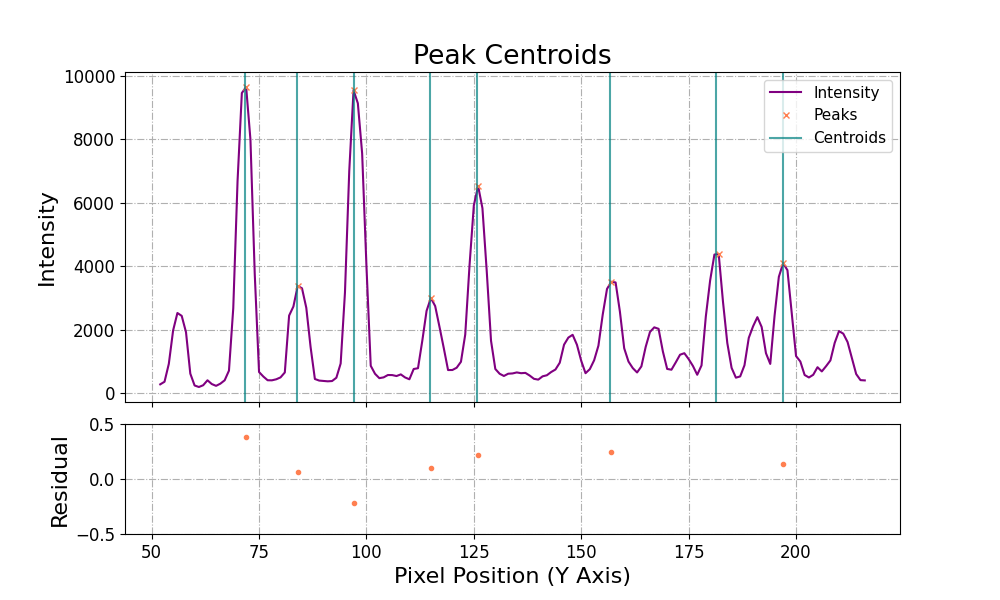 Peak Centroids
10000
8000
6000
4000
2000
0
Intensity
Intensity
Peaks
Centroids
0.5
0.0
−0.5
Residual
50
75
100
125
150
175
200
Pixel Position (Y Axis)